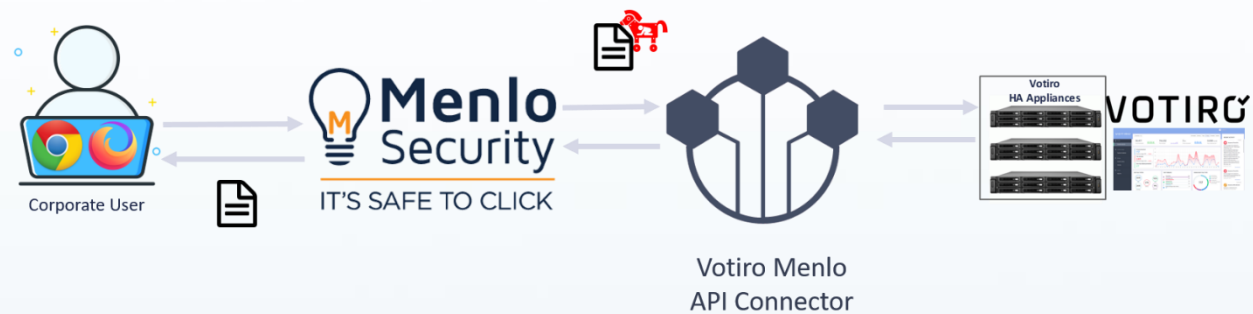 Corporate User
Menlo
Security
IT'S SAFE TO CLICK
Votiro Menlo
API Connector
Votiro
HA Appliances
VOTIRO